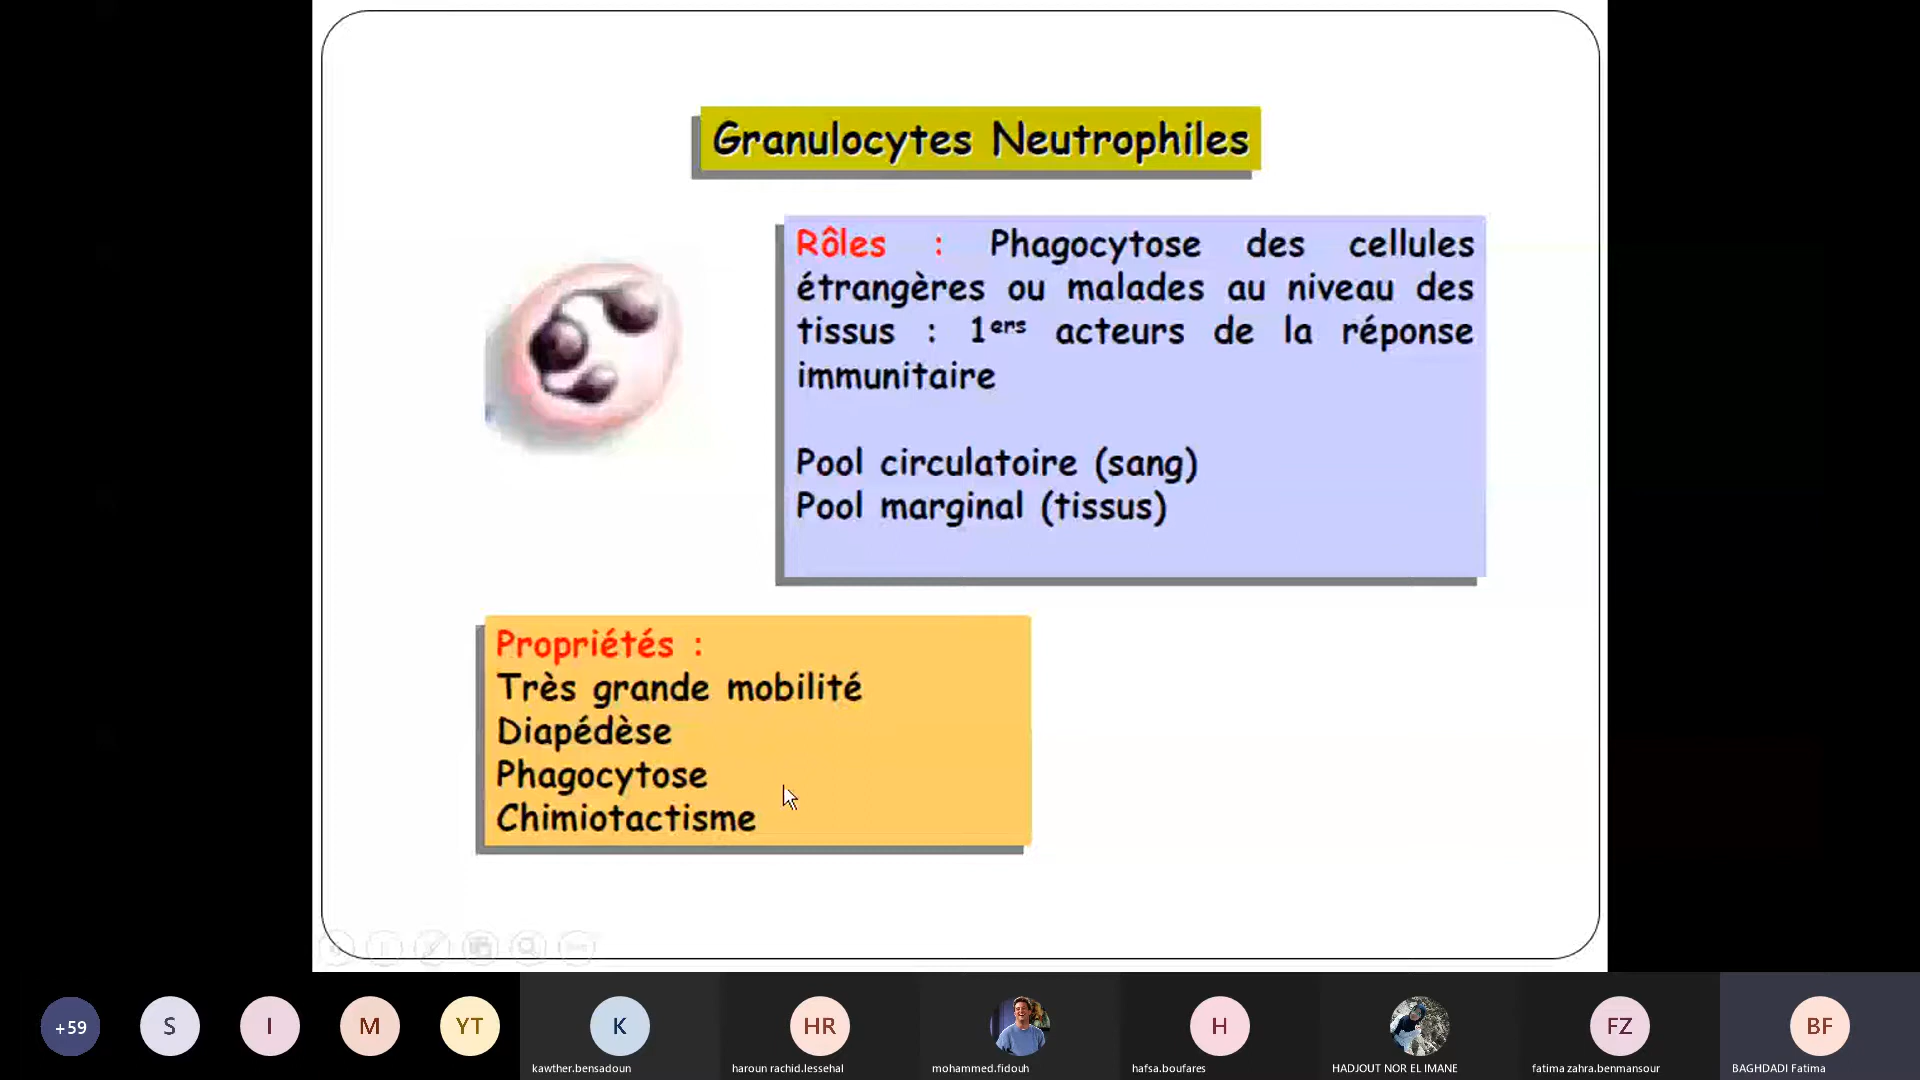 Granulocytes Neutrophiles
Rôles : Phagocytose des cellules
étrangères ou malades au niveau des
tissus : 1ers acteurs de la réponse
immunitaire
Pool circulatoire (sang)
Pool marginal (tissus)
Propriétés :
Très grande mobilité
Diapédèse
Phagocytose
Chimiotactisme
+59
S
I
M
YT
K
HR
H
FZ
BF
kawther.bensadoun
haroun rachid.lessehal
mohammed.fidouh
hafsa.boufares
HADJOUT NOR EL IMANE
fatima zahra.benmansour
BAGHDADI Fatima